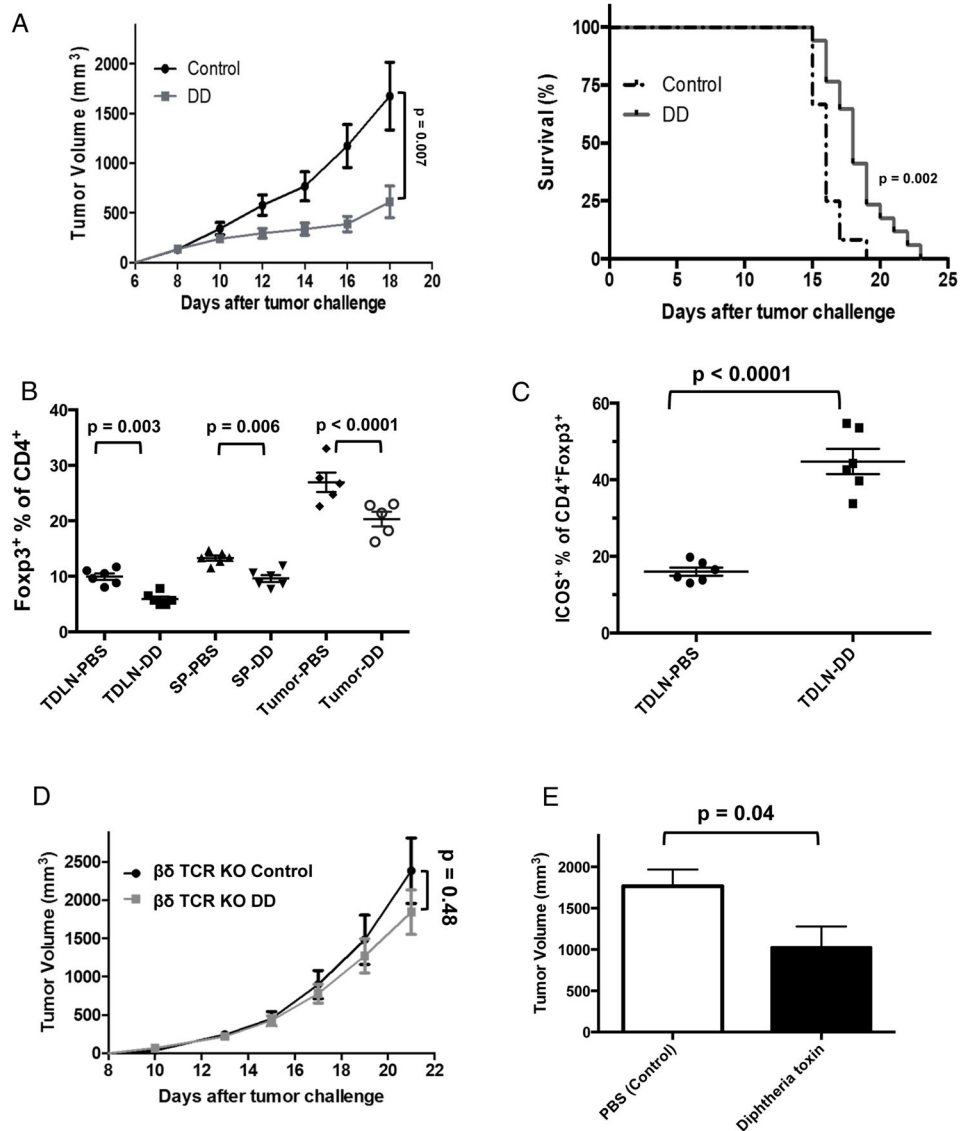 A
Tumor Volume (mm³)
2000
1500
1000
500
0
Control
DD
p = 0.007
6 8 10 12 14 16 18 20
Days after tumor challenge
Survival (%)
100
75
50
25
0
Control
DD
p = 0.002
0 5 10 15 20 25
Days after tumor challenge
B
Foxp3⁺ % of CD4⁺
40
30
20
10
0
p = 0.003
p = 0.006
p < 0.0001
TDLN-PBS
TDLN-DD
SP-PBS
SP-DD
Tumor-PBS
Tumor-DD
C
p < 0.0001
ICOS⁺ % of CD4⁺Foxp3⁺
60
40
20
0
TDLN-PBS
TDLN-DD
D
Tumor Volume (mm³)
2500
2000
1500
1000
500
0
βδ TCR KO Control
βδ TCR KO DD
p = 0.48
8 10 12 14 16 18 20 22
Days after tumor challenge
E
p = 0.04
Tumor Volume (mm³)
2000
1500
1000
500
0
PBS (Control)
Diphtheria toxin